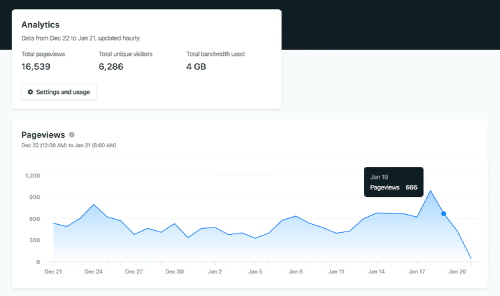 Analytics
Data from Dec 22 to Jan 21, updated hourly.
Total pageviews Total unique visitors Total bandwidth used
16,539 6,286 4 GB
Settings and usage
Pageviews
Dec 22 (12:00 AM) to Jan 21 (6:00 AM)
Jan 19
Pageviews 666
1,200
900
600
300
0
Dec 21 Dec 24 Dec 27 Dec 30 Jan 2 Jan 5 Jan 8 Jan 11 Jan 14 Jan 17 Jan 20